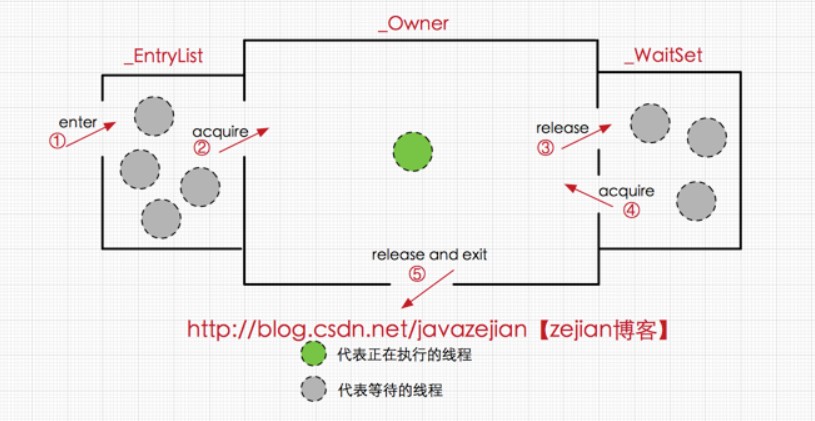 _Owner
_EntryList
_WaitSet
enter
①
acquire
②
release
③
acquire
④
release and exit
⑤
http://blog.csdn.net/javazejian【zejian博客】
代表正在执行的线程
代表等待的线程